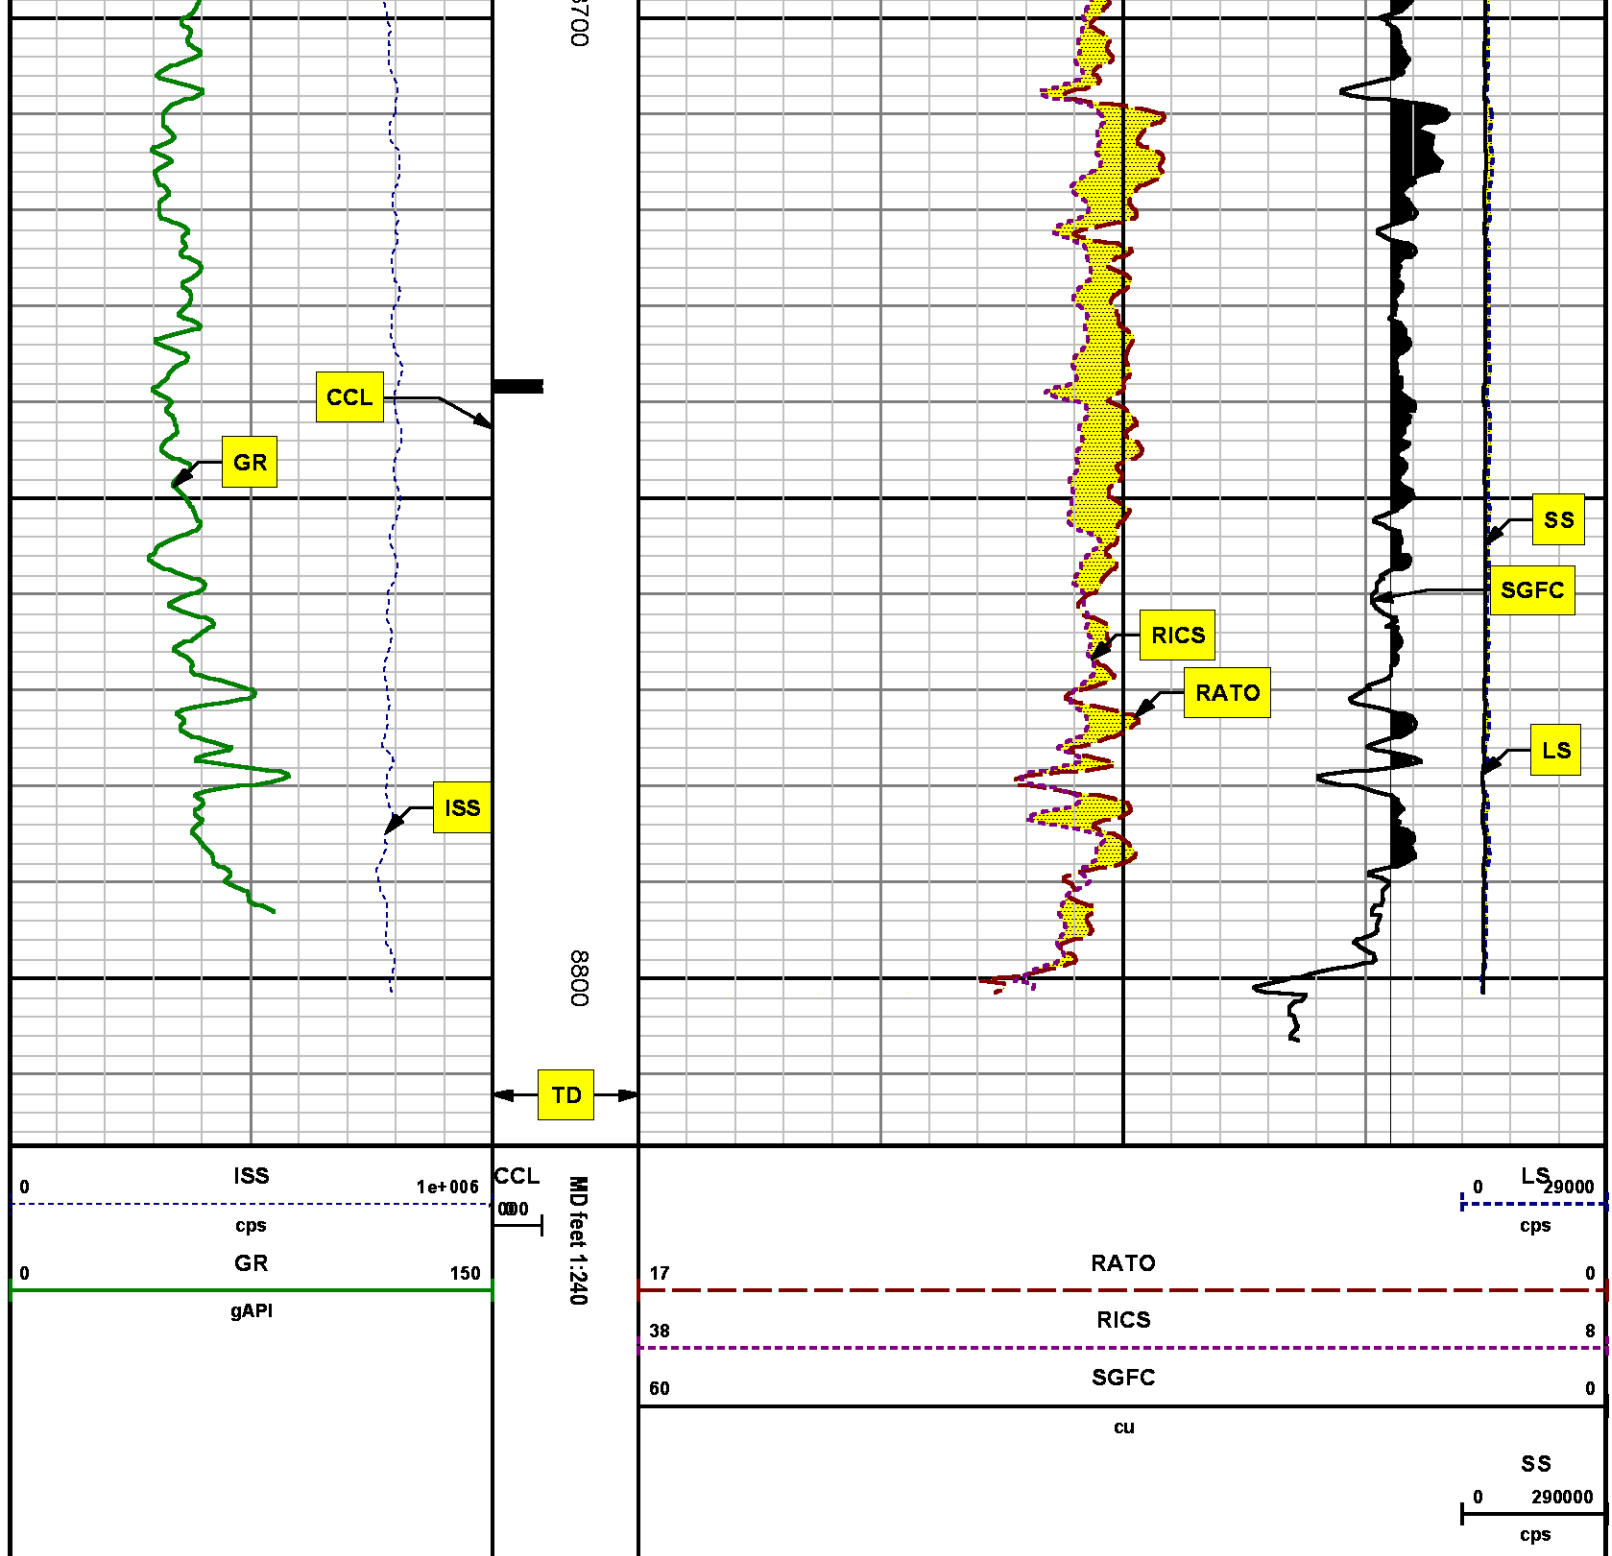 700
CCL
GR
SS
SGFC
RICS
RATO
LS
ISS
8800
TD
ISS
0 1e+006
cps
GR
0 150
gAPI
CCL
MD feet 1:240
LS
0 29000
cps
RATO
17 0
RICS
38 8
SGFC
60 0
cu
SS
0 290000
cps